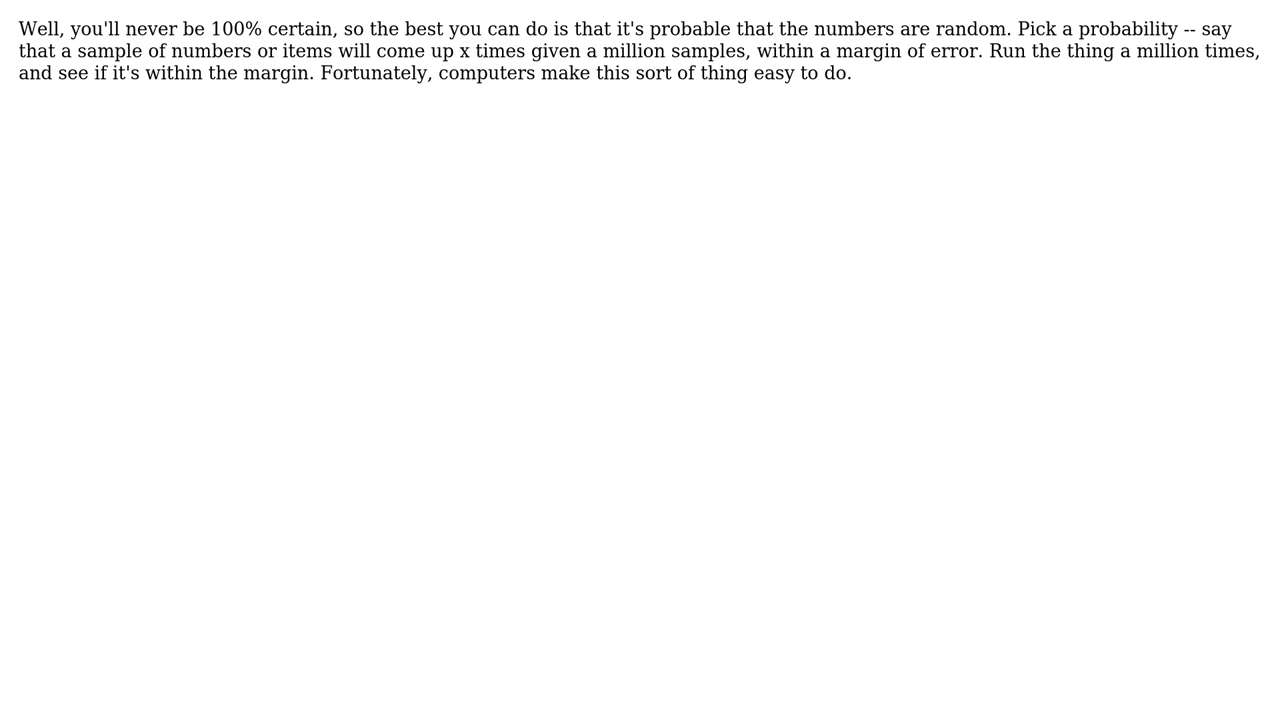 Well, you'll never be 100% certain, so the best you can do is that it's probable that the numbers are random. Pick a probability -- say
that a sample of numbers or items will come up x times given a million samples, within a margin of error. Run the thing a million times,
and see if it's within the margin. Fortunately, computers make this sort of thing easy to do.